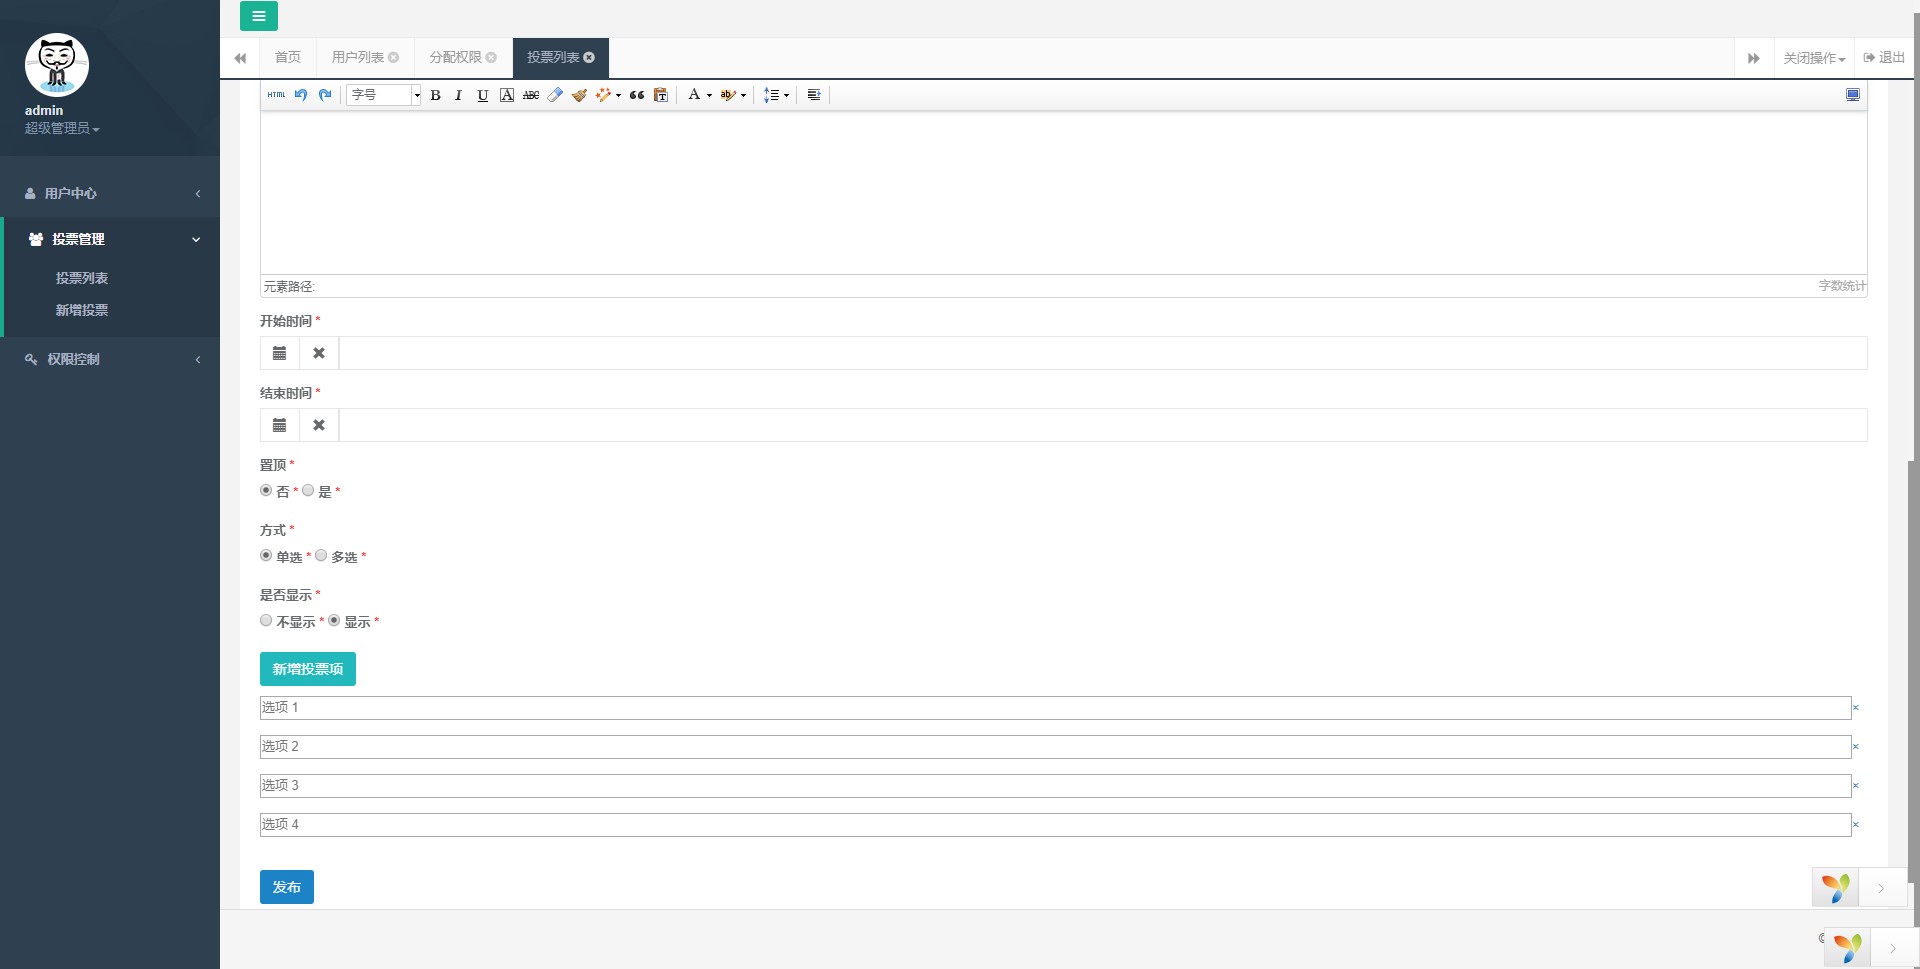 首页
用户列表
分配权限
投票列表
关闭操作
退出
admin
超级管理员
用户中心
投票管理
投票列表
新增投票
权限控制
HTML
字号
B I U A ABC
A ab
元素路径:
字数统计
开始时间 *
结束时间 *
置顶 *
否 * 是 *
方式 *
单选 * 多选 *
是否显示 *
不显示 * 显示 *
新增投票项
选项 1
选项 2
选项 3
选项 4
发布